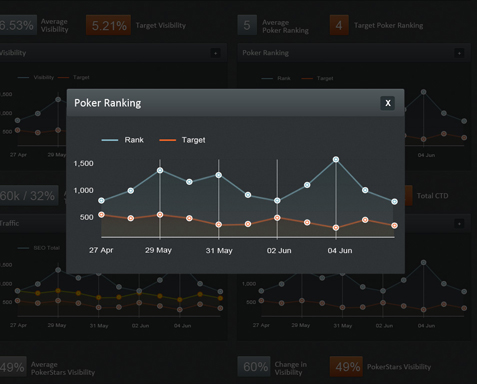 6.53%
Average
Visibility
5.21%
Target Visibility
5
Average
Poker Ranking
4
Target Poker Ranking
Visibility
+
Poker Ranking
+
Visibility
Target
Rank
Target
1,500
1,000
500
27 Apr
04 Jun
Poker Ranking
X
Rank
Target
1,500
1,000
500
27 Apr
29 May
31 May
02 Jun
04 Jun
60k / 32%
Total CTD
Traffic
+
SEO Total
1,500
1,000
500
27 Apr
29 May
31 May
02 Jun
04 Jun
27 Apr
29 May
31 May
02 Jun
04 Jun
49%
Average
PokerStars Visibility
60%
Change in
Visibility
49%
PokerStars Visibility